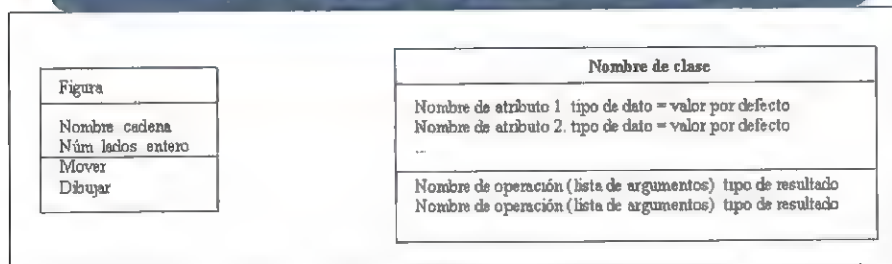 Figura
Nombre cadena
Núm lados entero
Mover
Dibujar
Nombre de clase
Nombre de atributo 1 tipo de dato = valor por defecto
Nombre de atributo 2. tipo de dato = valor por defecto
...
Nombre de operación (lista de argumentos) tipo de resultado
Nombre de operación (lista de argumentos) tipo de resultado